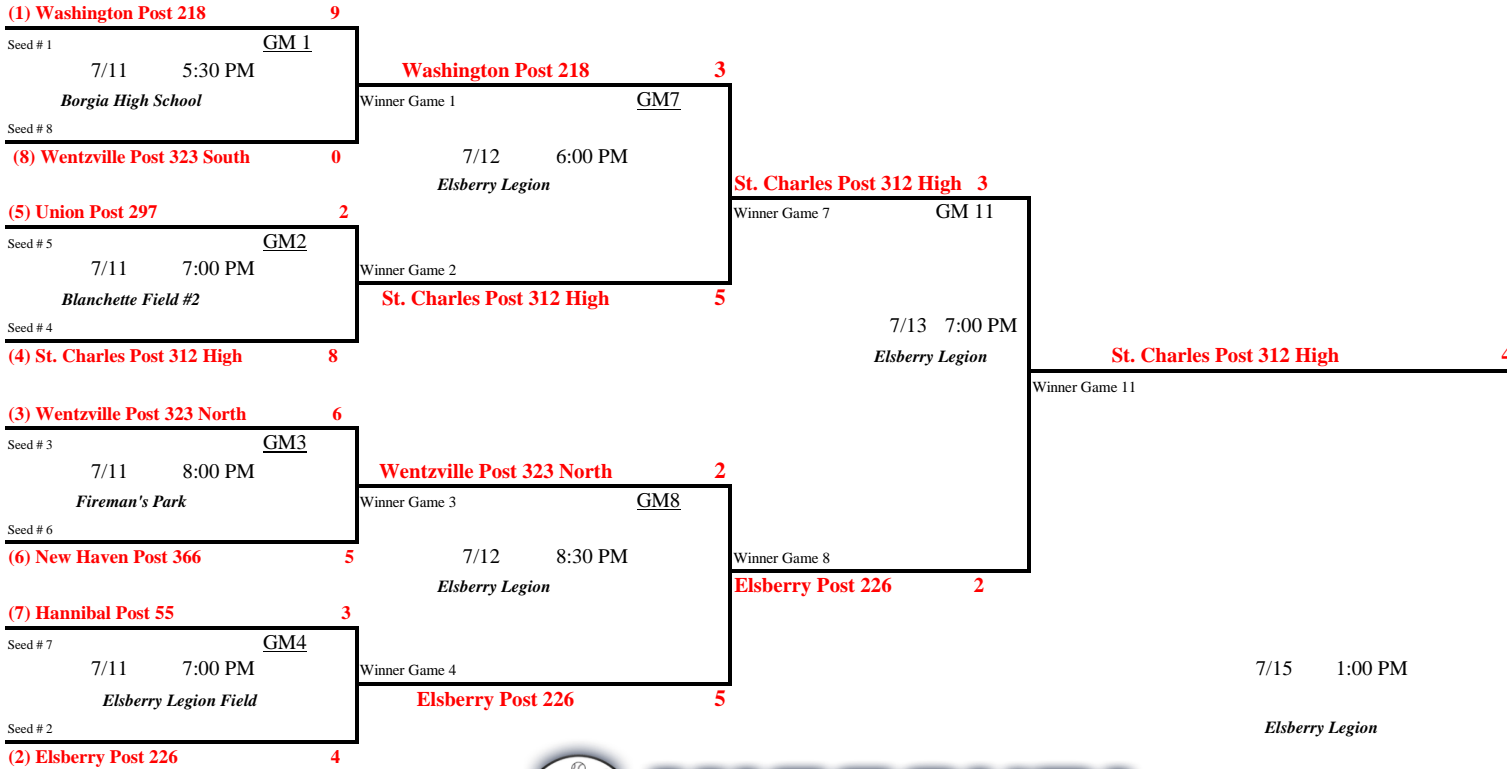 (1) Washington Post 218 9
Seed # 1 GM 1
7/11 5:30 PM
Borgia High School
Seed # 8
(8) Wentzville Post 323 South 0
(5) Union Post 297 2
Seed # 5 GM2
7/11 7:00 PM
Blanchette Field #2
Seed # 4
(4) St. Charles Post 312 High 8
(3) Wentzville Post 323 North 6
Seed # 3 GM3
7/11 8:00 PM
Fireman's Park
Seed # 6
(6) New Haven Post 366 5
(7) Hannibal Post 55 3
Seed # 7 GM4
7/11 7:00 PM
Elsberry Legion Field
Seed # 2
(2) Elsberry Post 226 4
Washington Post 218 3
Winner Game 1 GM7
7/12 6:00 PM
Elsberry Legion
Winner Game 2
St. Charles Post 312 High 5
Wentzville Post 323 North 2
Winner Game 3 GM8
7/12 8:30 PM
Elsberry Legion
Winner Game 4
Elsberry Post 226 5
St. Charles Post 312 High 3
Winner Game 7 GM 11
7/13 7:00 PM
Elsberry Legion
Winner Game 8
Elsberry Post 226 2
St. Charles Post 312 High 4
Winner Game 11
7/15 1:00 PM
Elsberry Legion